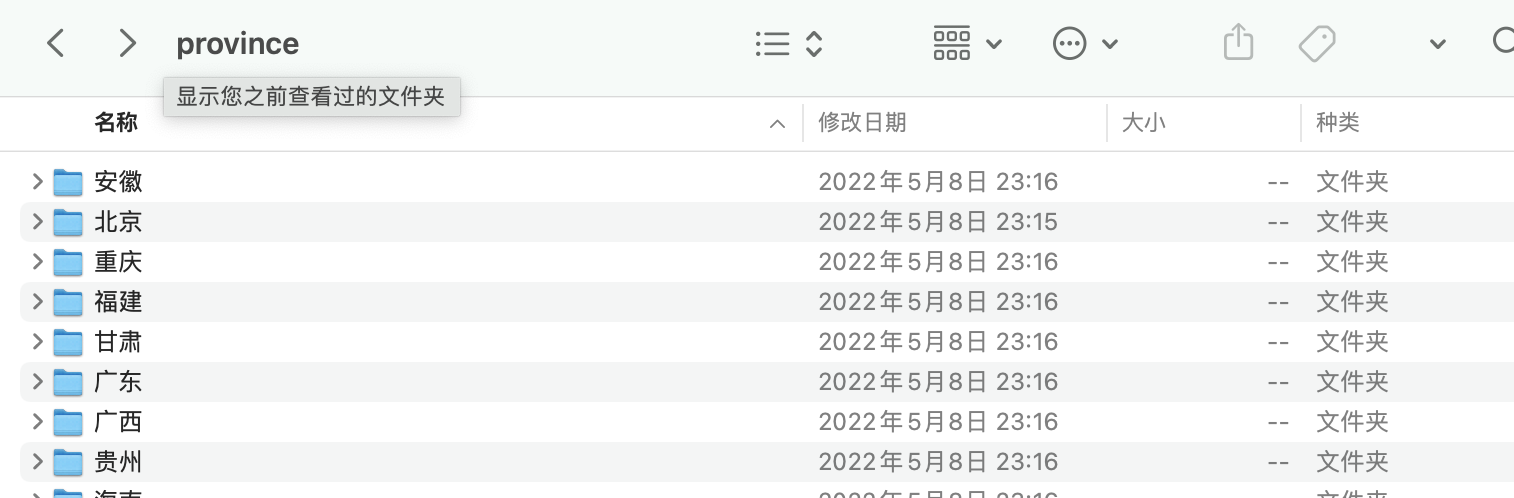 province
显示您之前查看过的文件夹
名称 修改日期 大小 种类
安徽 2022年5月8日 23:16 -- 文件夹
北京 2022年5月8日 23:15 -- 文件夹
重庆 2022年5月8日 23:16 -- 文件夹
福建 2022年5月8日 23:16 -- 文件夹
甘肃 2022年5月8日 23:16 -- 文件夹
广东 2022年5月8日 23:16 -- 文件夹
广西 2022年5月8日 23:16 -- 文件夹
贵州 2022年5月8日 23:16 -- 文件夹